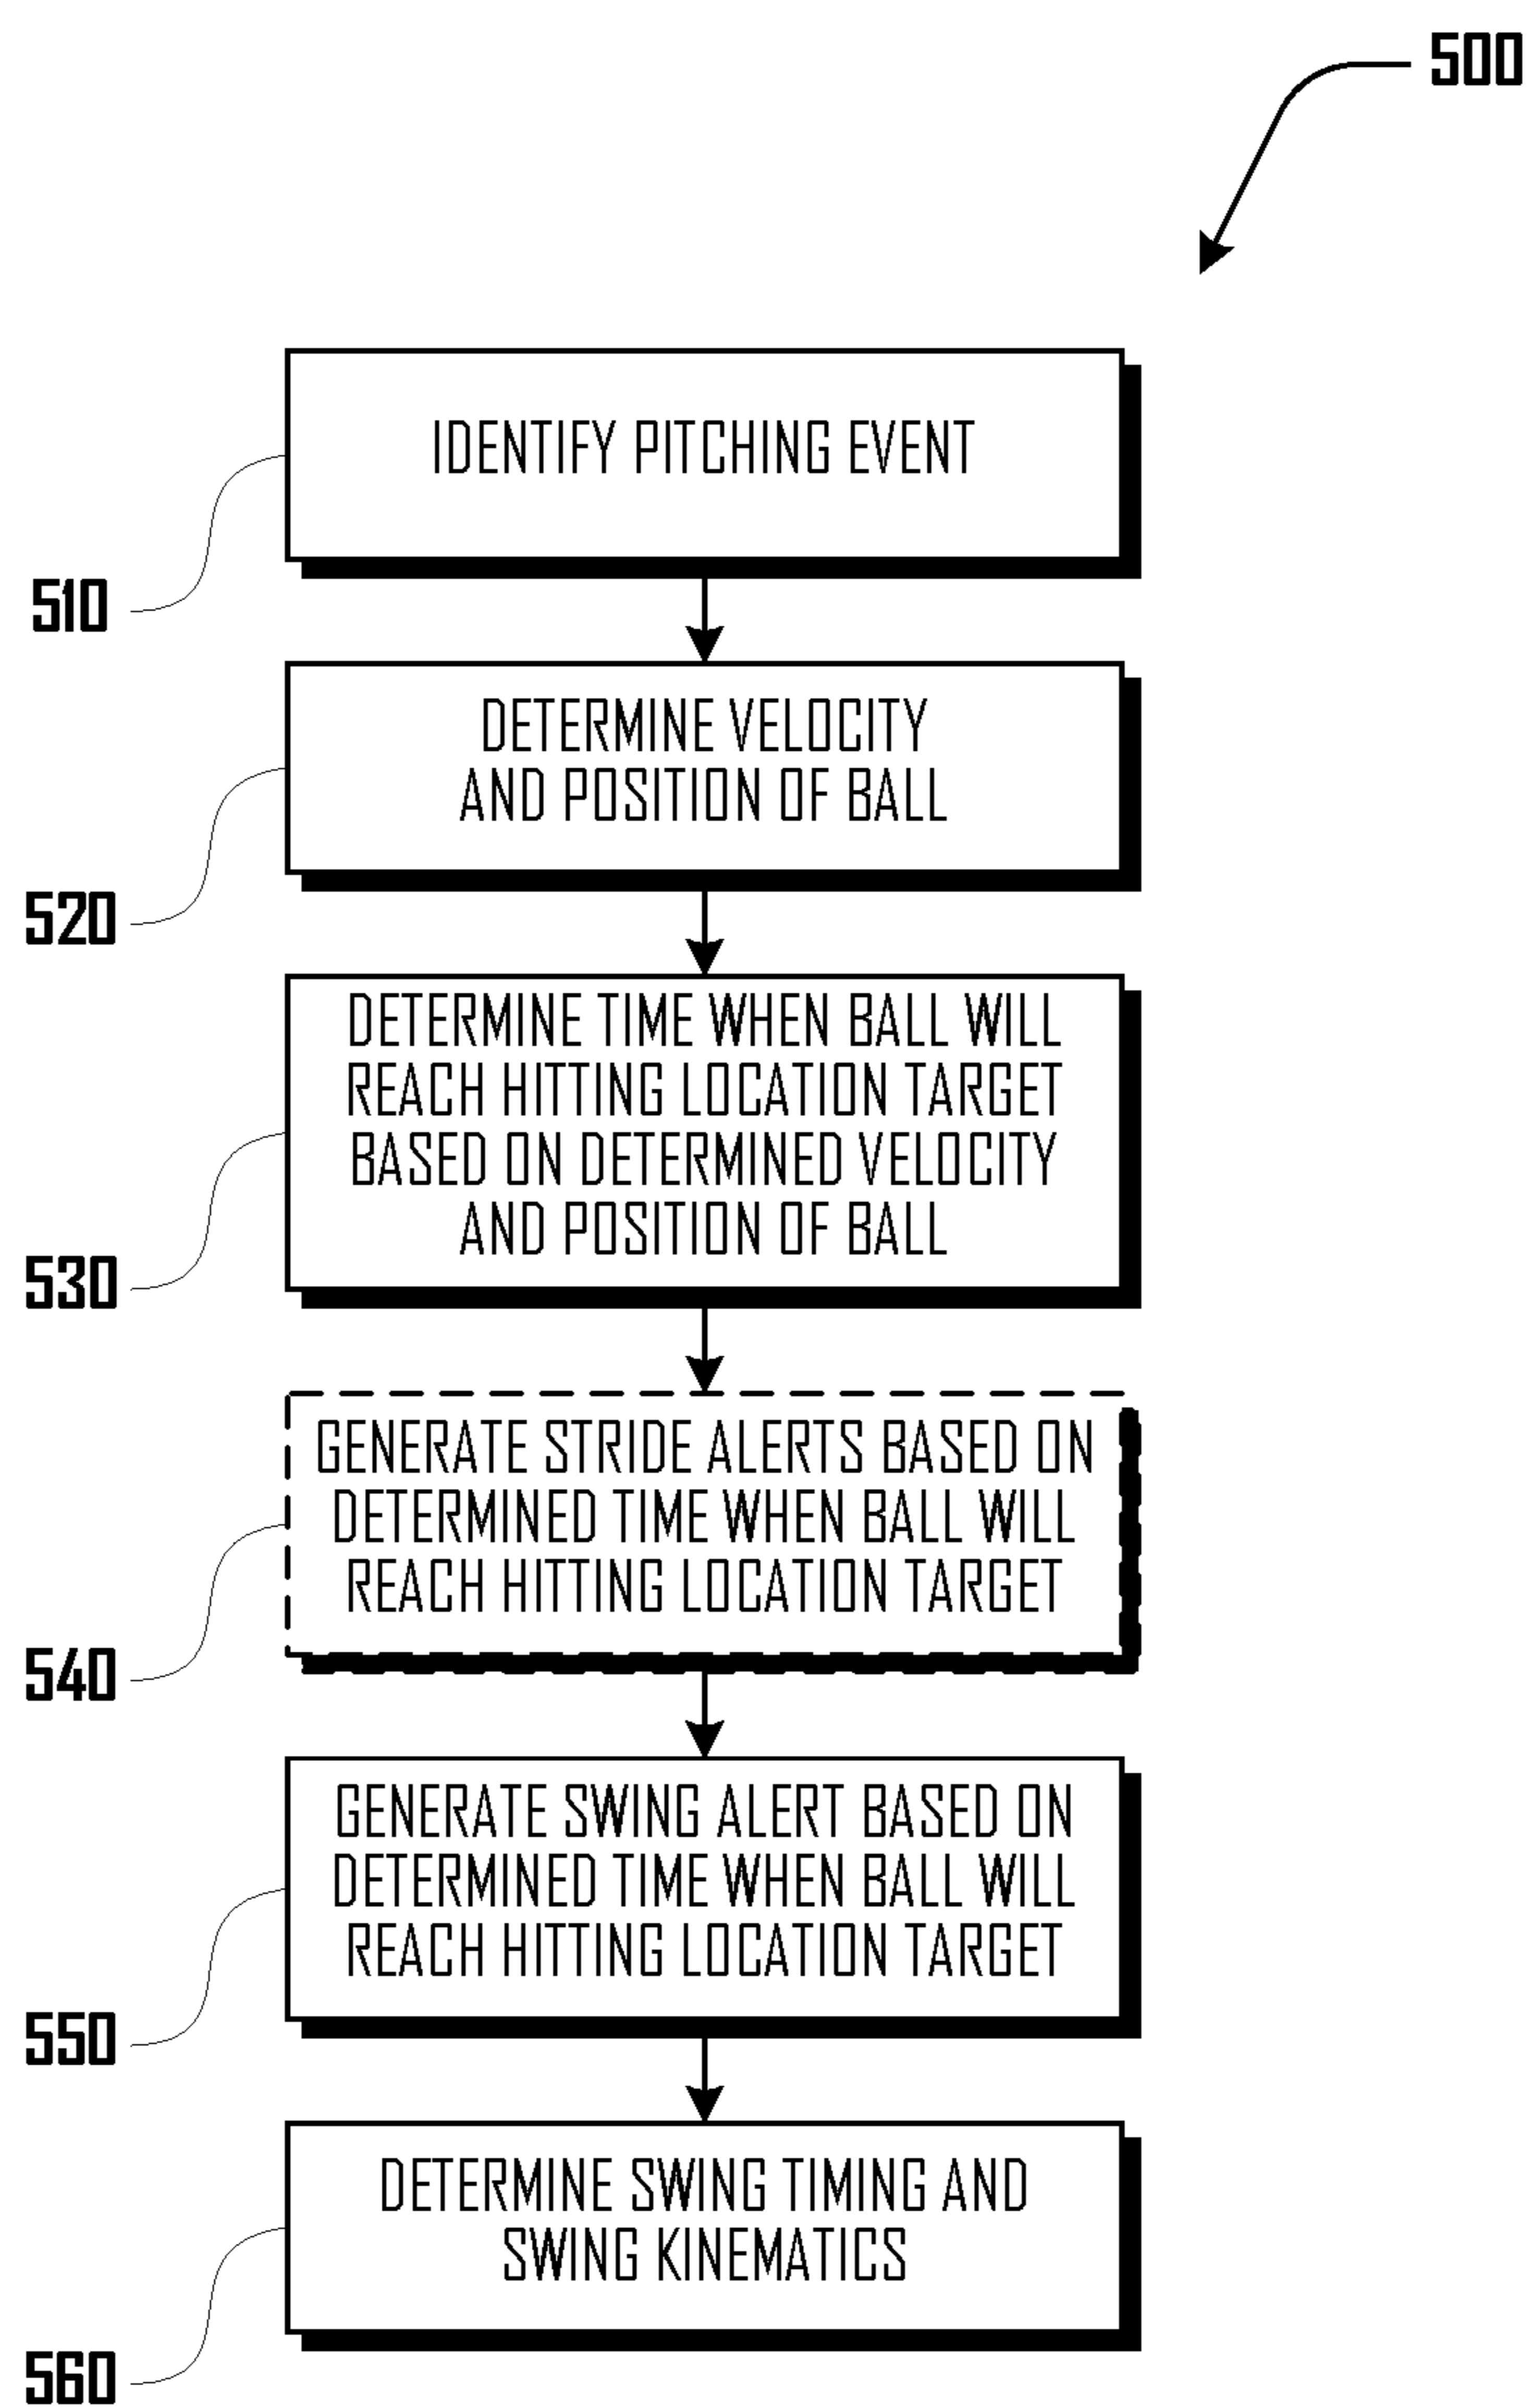 500
IDENTIFY PITCHING EVENT
510
DETERMINE VELOCITY
AND POSITION OF BALL
520
DETERMINE TIME WHEN BALL WILL
REACH HITTING LOCATION TARGET
BASED ON DETERMINED VELOCITY
AND POSITION OF BALL
530
GENERATE STRIDE ALERTS BASED ON
DETERMINED TIME WHEN BALL WILL
REACH HITTING LOCATION TARGET
540
GENERATE SWING ALERT BASED ON
DETERMINED TIME WHEN BALL WILL
REACH HITTING LOCATION TARGET
550
DETERMINE SWING TIMING AND
SWING KINEMATICS
560